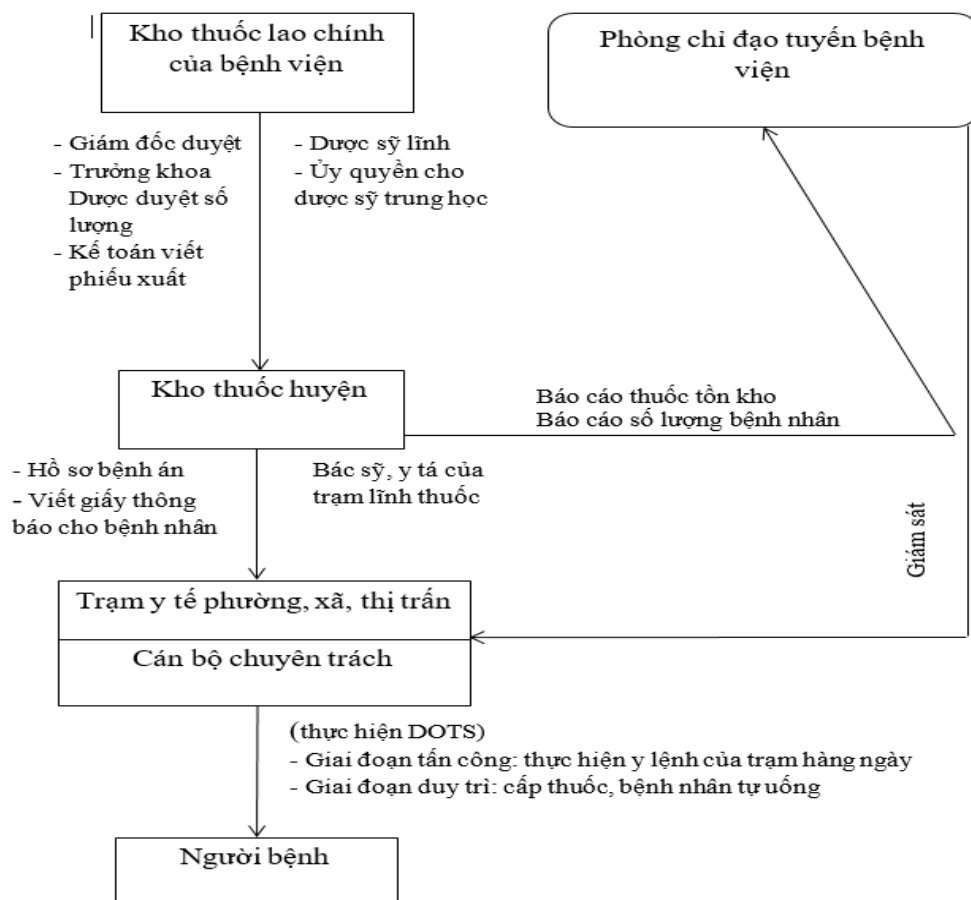 Kho thuốc lao chính
của bệnh viện
Phòng chỉ đạo tuyến bệnh
viện
- Giám đốc duyệt
- Trưởng khoa
Dược duyệt số
lượng
- Kế toán viết
phiếu xuất
- Dược sỹ lĩnh
- Ủy quyền cho
dược sỹ trung học
Kho thuốc huyện
Báo cáo thuốc tồn kho
Báo cáo số lượng bệnh nhân
- Hồ sơ bệnh án
- Viết giấy thông
báo cho bệnh nhân
Bác sỹ, y tá của
trạm lĩnh thuốc
Giám sát
Trạm y tế phường, xã, thị trấn
Cán bộ chuyên trách
(thực hiện DOTS)
- Giai đoạn tấn công: thực hiện y lệnh của trạm hàng ngày
- Giai đoạn duy trì: cấp thuốc, bệnh nhân tự uống
Người bệnh